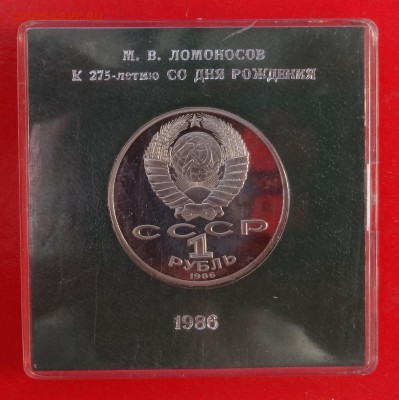 М. В. ЛОМОНОСОВ
К 275-летию СО ДНЯ РОЖДЕНИЯ
СССР
1
РУБЛЬ
1986
1986